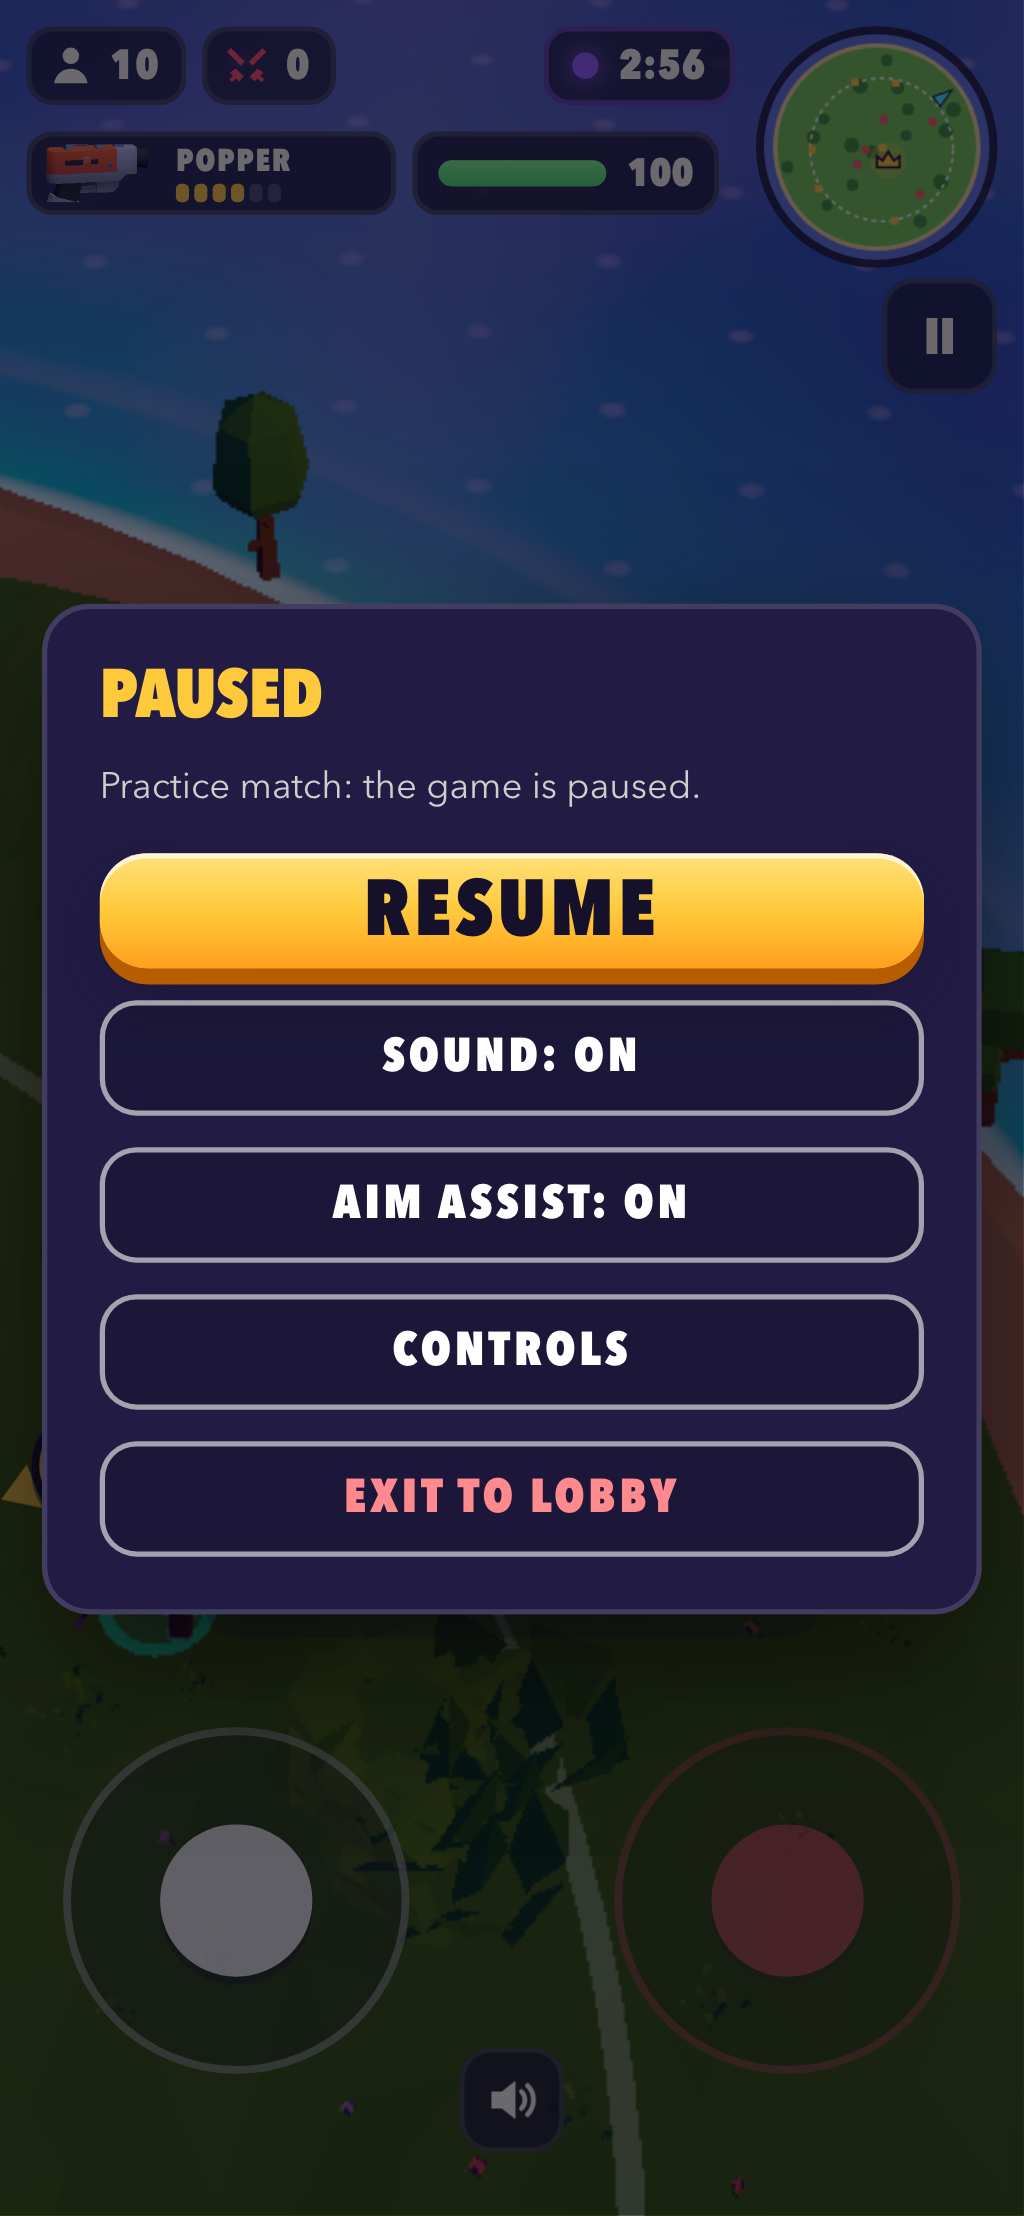 10
0
2:56
POPPER
100
PAUSED
Practice match: the game is paused.
RESUME
SOUND: ON
AIM ASSIST: ON
CONTROLS
EXIT TO LOBBY